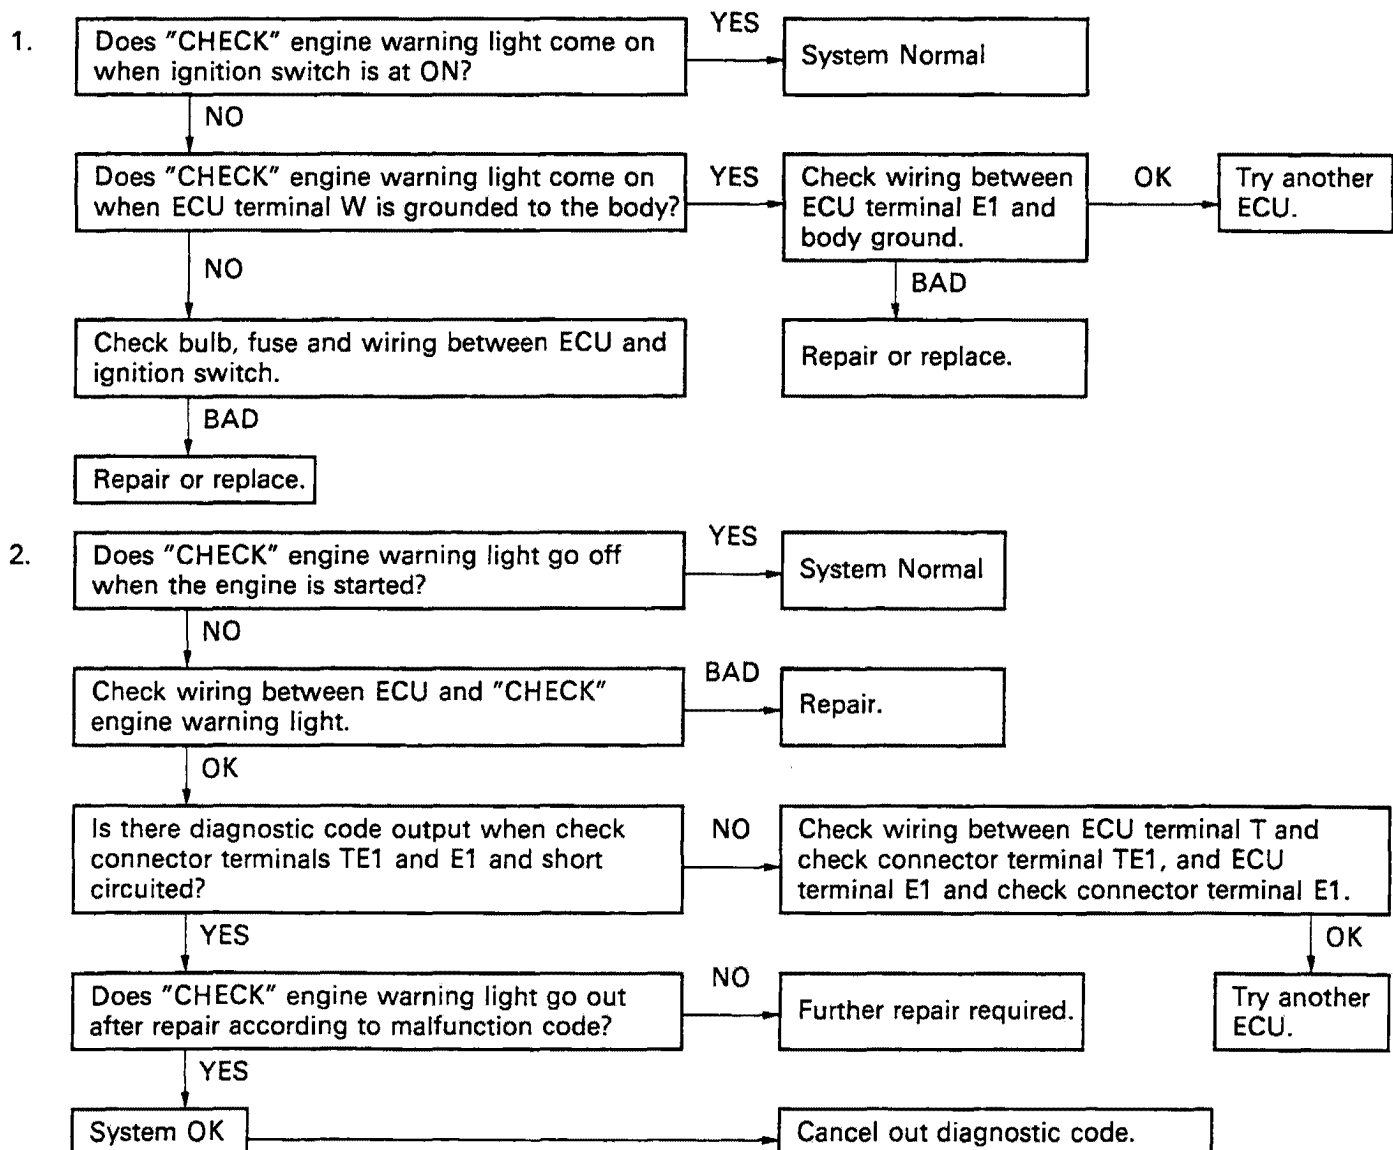 1.
Does "CHECK" engine warning light come on
when ignition switch is at ON?
YES
System Normal
NO
Does "CHECK" engine warning light come on
when ECU terminal W is grounded to the body?
YES
Check wiring between
ECU terminal E1 and
body ground.
OK
Try another
ECU.
NO
BAD
Check bulb, fuse and wiring between ECU and
ignition switch.
Repair or replace.
BAD
Repair or replace.
2.
Does "CHECK" engine warning light go off
when the engine is started?
YES
System Normal
NO
Check wiring between ECU and "CHECK"
engine warning light.
BAD
Repair.
OK
Is there diagnostic code output when check
connector terminals TE1 and E1 and short
circuited?
NO
Check wiring between ECU terminal T and
check connector terminal TE1, and ECU
terminal E1 and check connector terminal E1.
YES
OK
Does "CHECK" engine warning light go out
after repair according to malfunction code?
NO
Further repair required.
Try another
ECU.
YES
System OK
Cancel out diagnostic code.